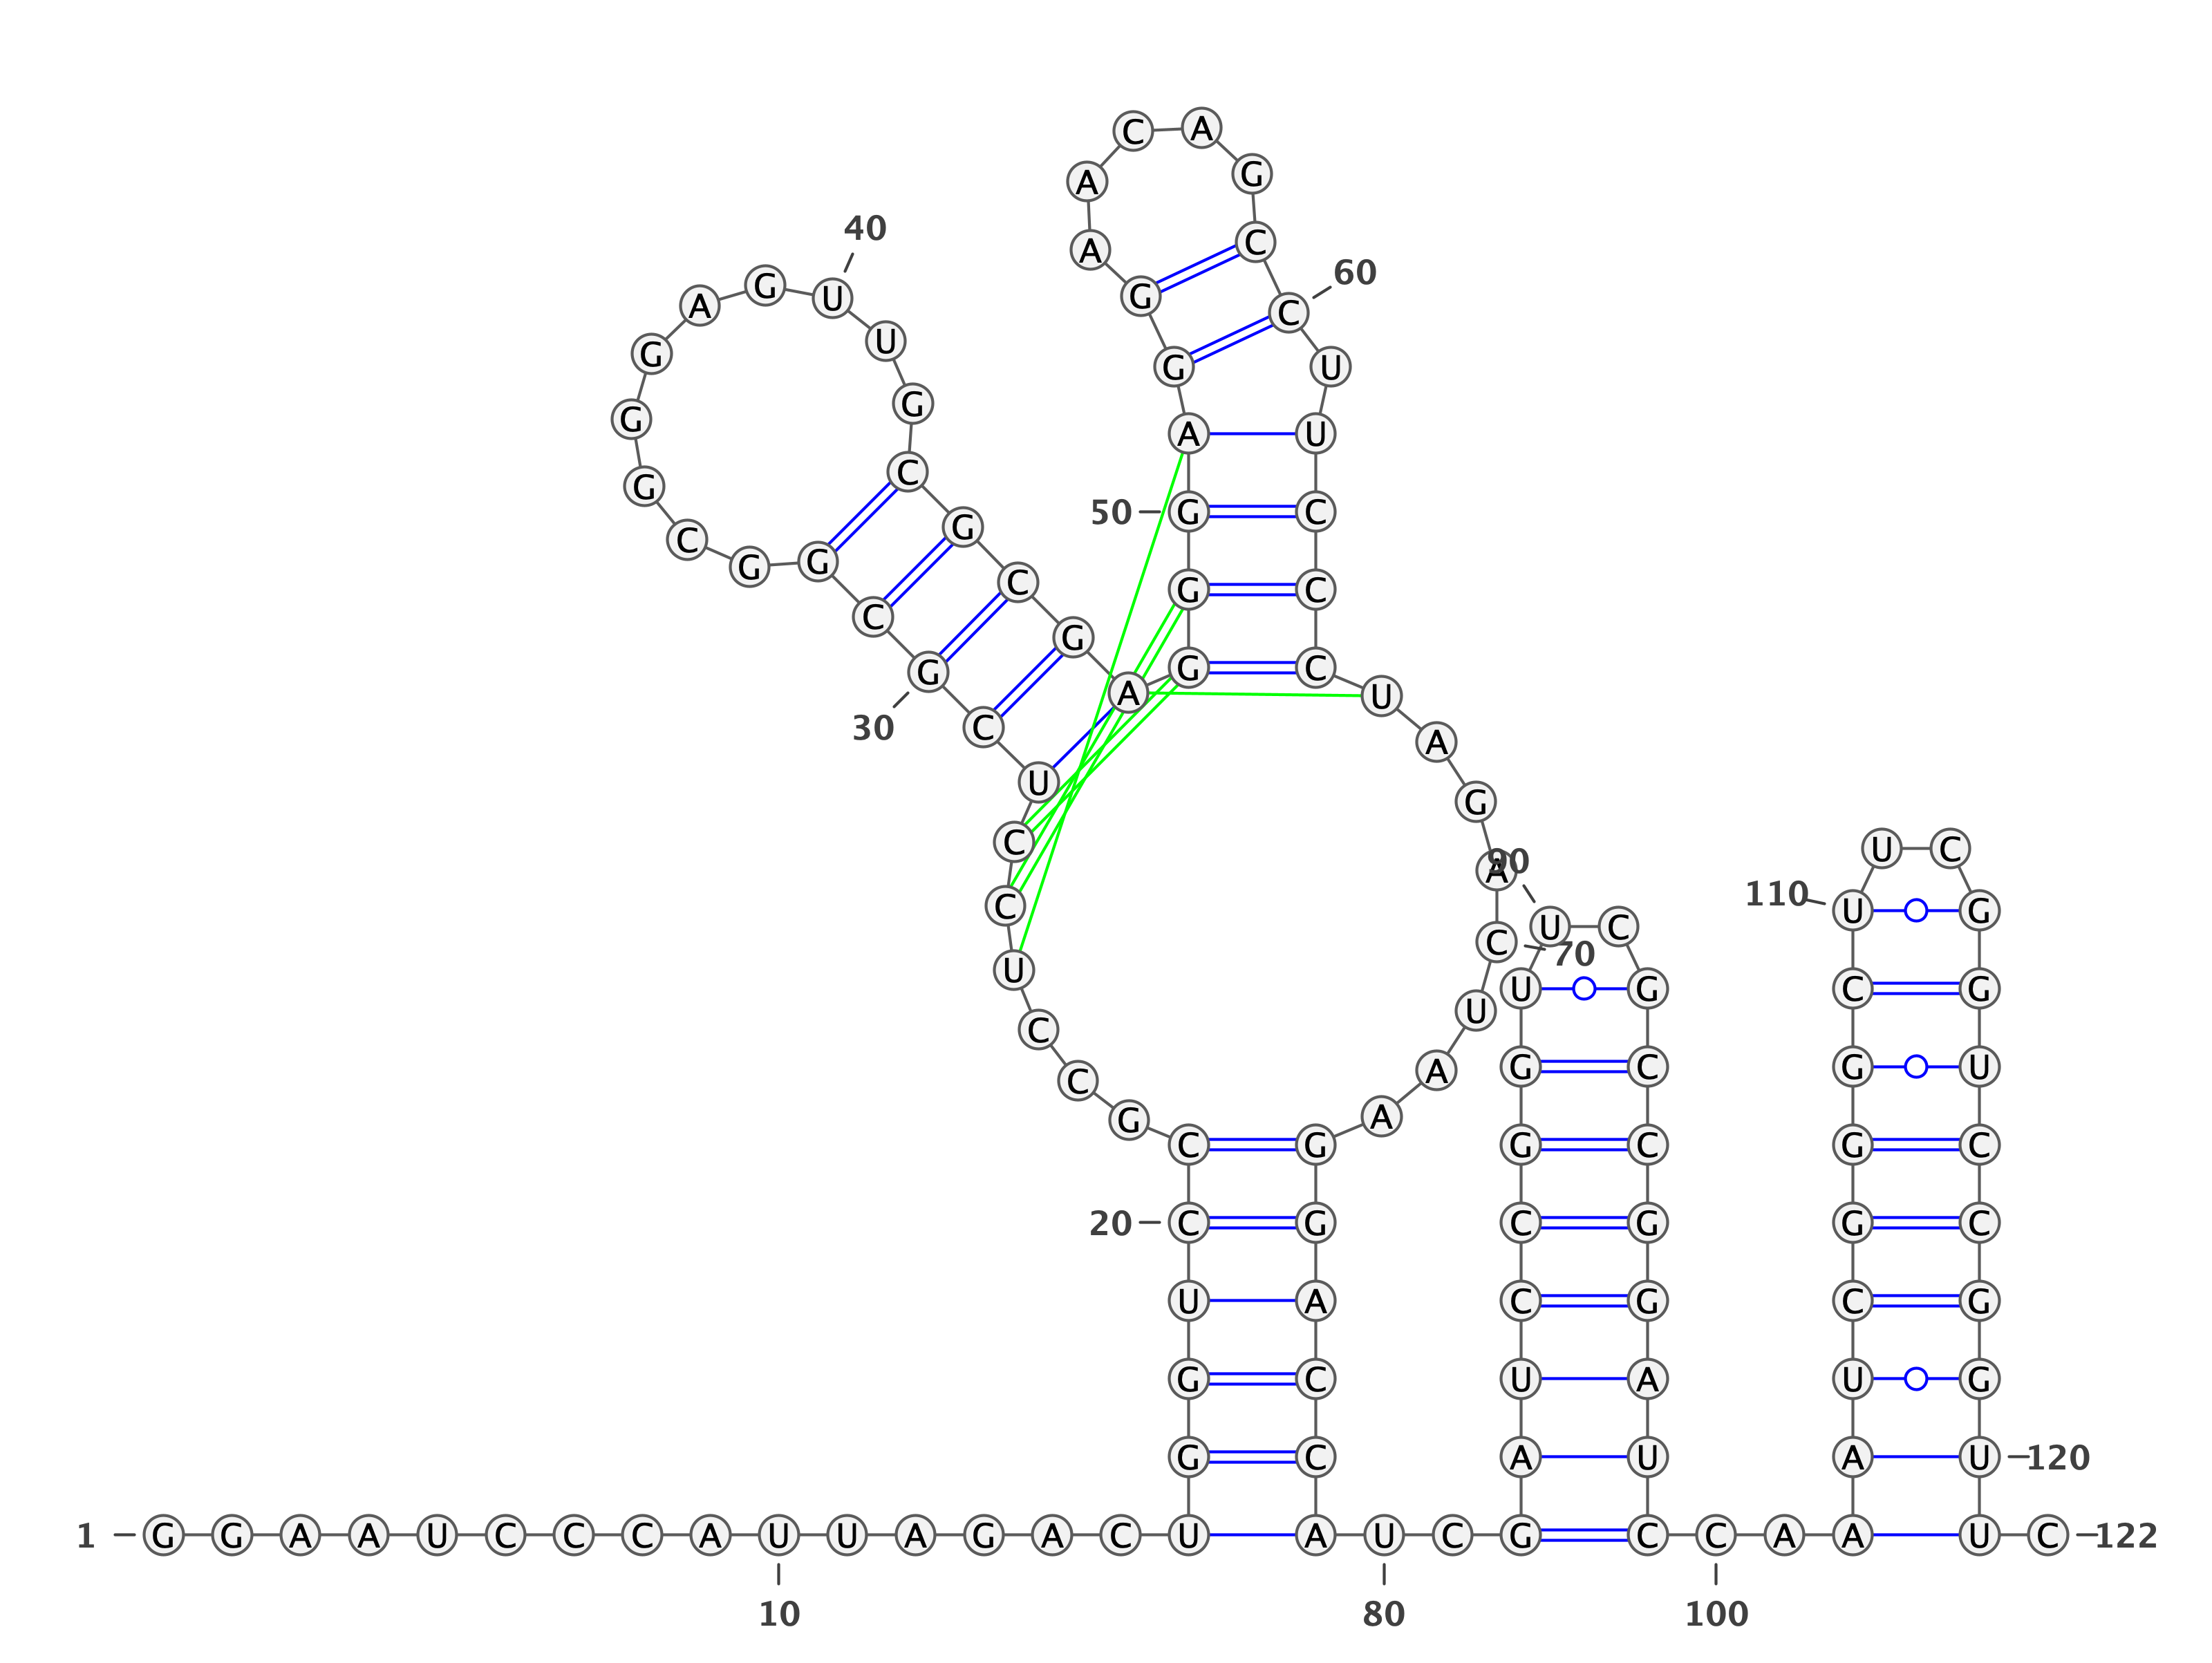 C A
A G
40
A C
60
A G U G C
G U G U
G G
A U
G C
50 G C
G
C G G G C
C
C G
G G C
A U
30 C A
U G
C U C
90 A
110 U G
C U C
C 70
U U G C G
C U
C A G C G U
G A
C G G C G C
20 C G C G G C
U A C G C G
G C U A U G
G C A U A U 120
1 G G A A U C C C A U U A G A C U A U C G C C A A U C 122
10 80 100